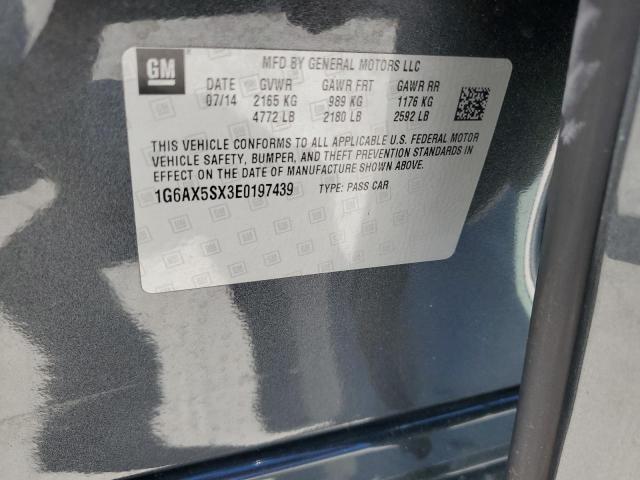 GM
MFD BY GENERAL MOTORS LLC
DATE GVWR GAWR FRT GAWR RR
07/14 2165 KG 989 KG 1176 KG
4772 LB 2180 LB 2592 LB
THIS VEHICLE CONFORMS TO ALL APPLICABLE U.S. FEDERAL MOTOR
VEHICLE SAFETY, BUMPER, AND THEFT PREVENTION STANDARDS IN
EFFECT ON THE DATE OF MANUFACTURE SHOWN ABOVE.
1G6AX5SX3E0197439 TYPE: PASS CAR